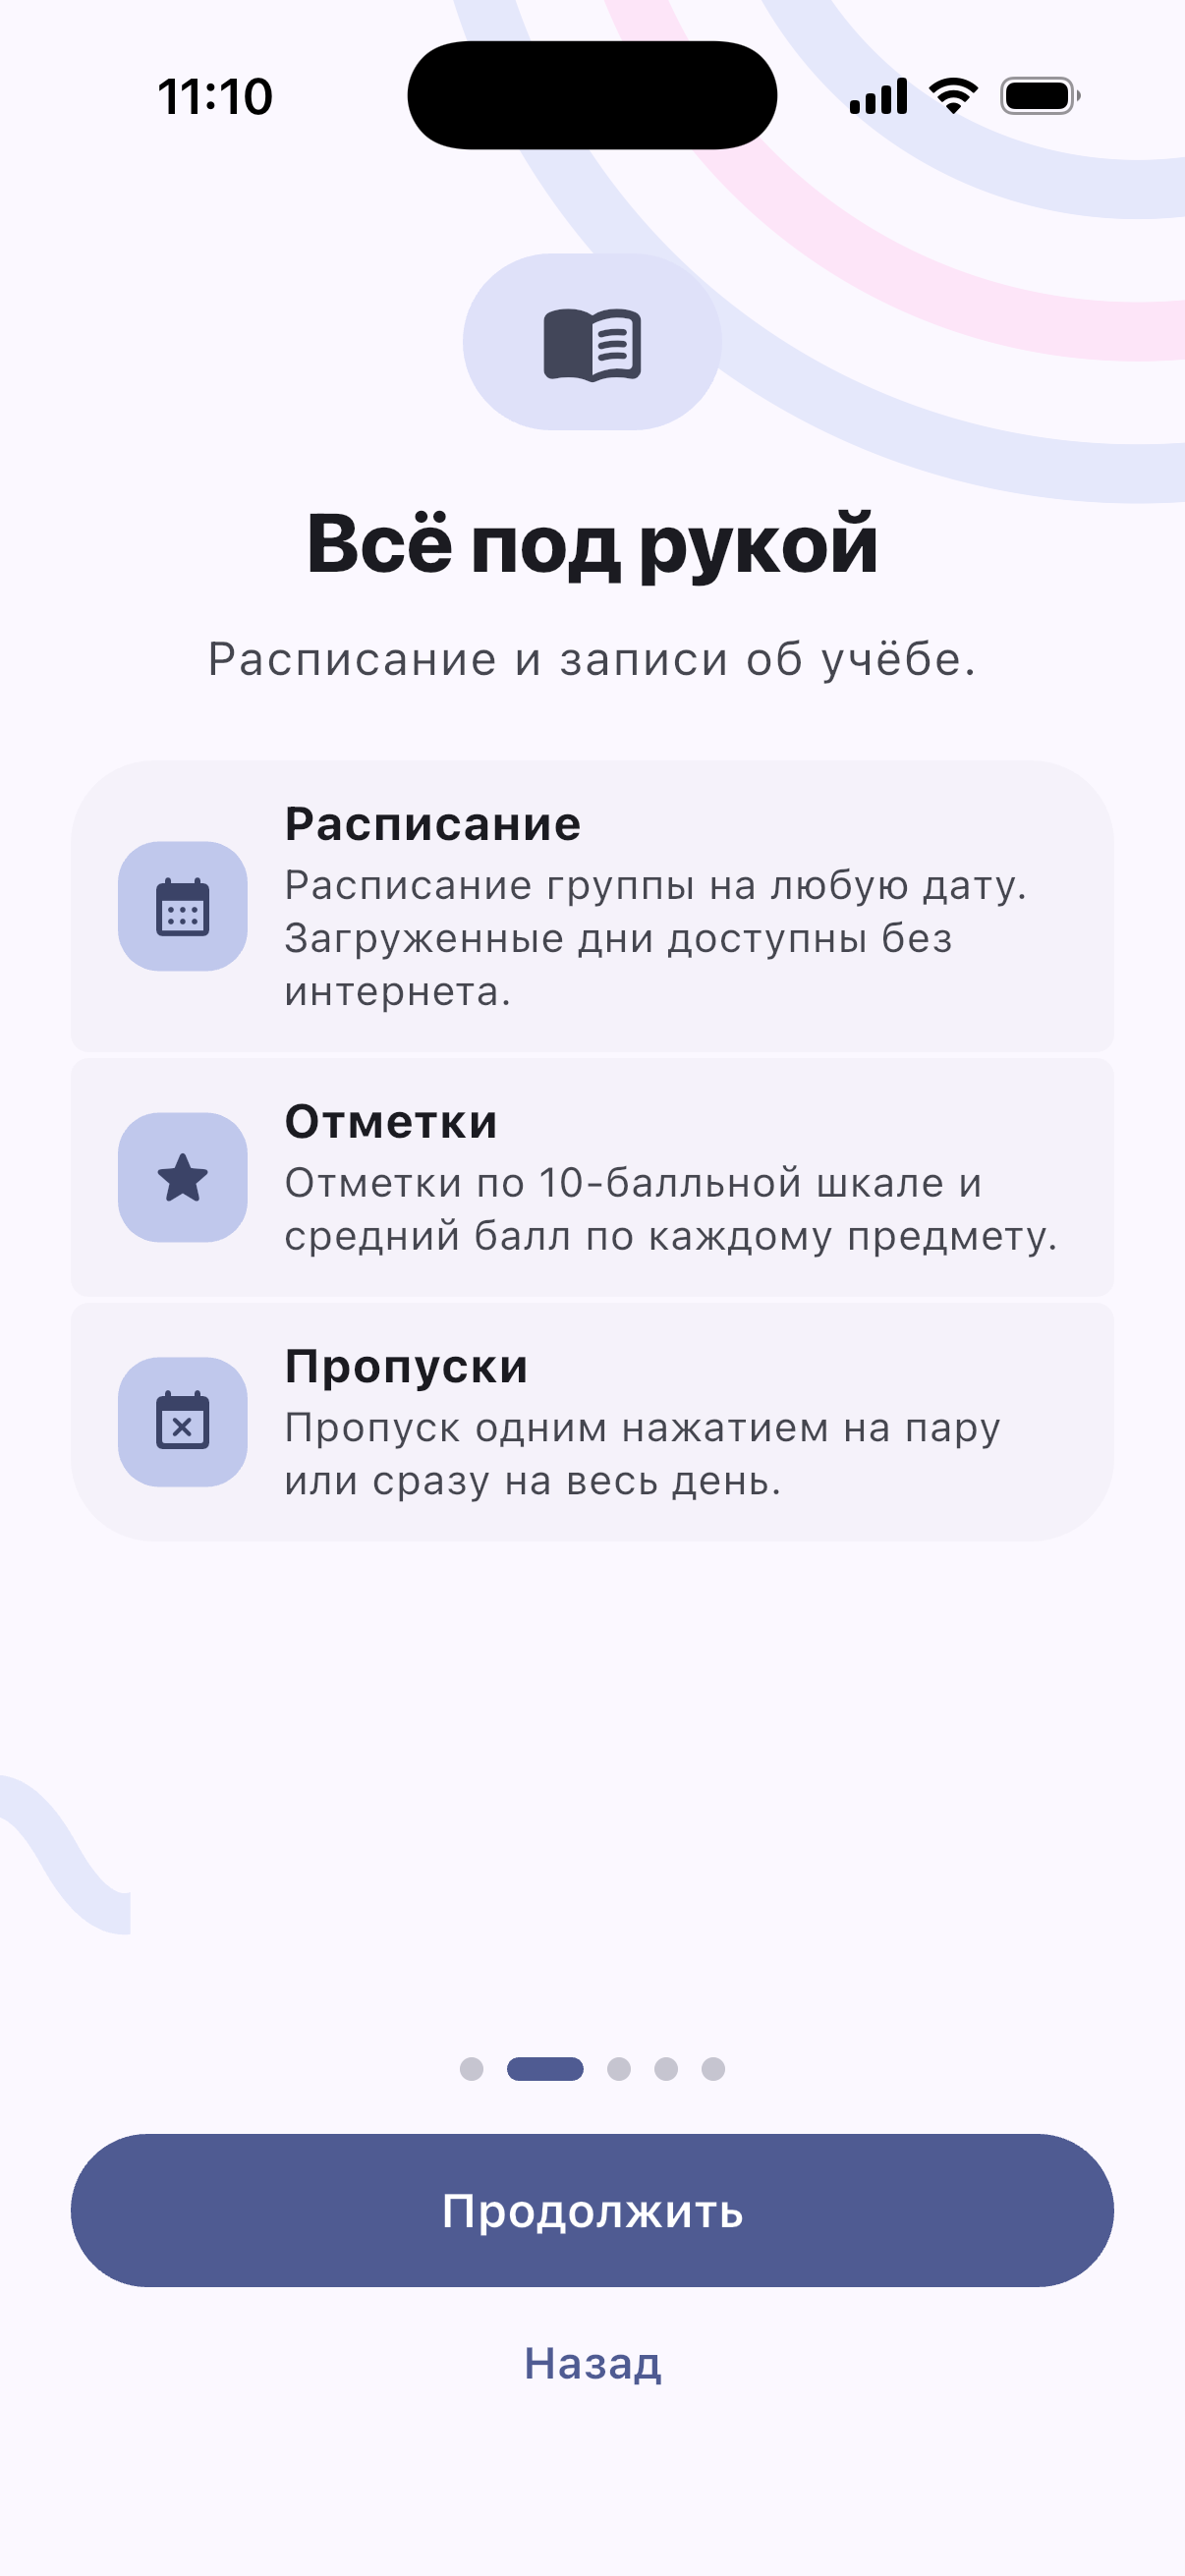 11:10
Всё под рукой
Расписание и записи об учёбе.
Расписание
Расписание группы на любую дату.
Загруженные дни доступны без
интернета.
Отметки
Отметки по 10-балльной шкале и
средний балл по каждому предмету.
Пропуски
Пропуск одним нажатием на пару
или сразу на весь день.
Продолжить
Назад